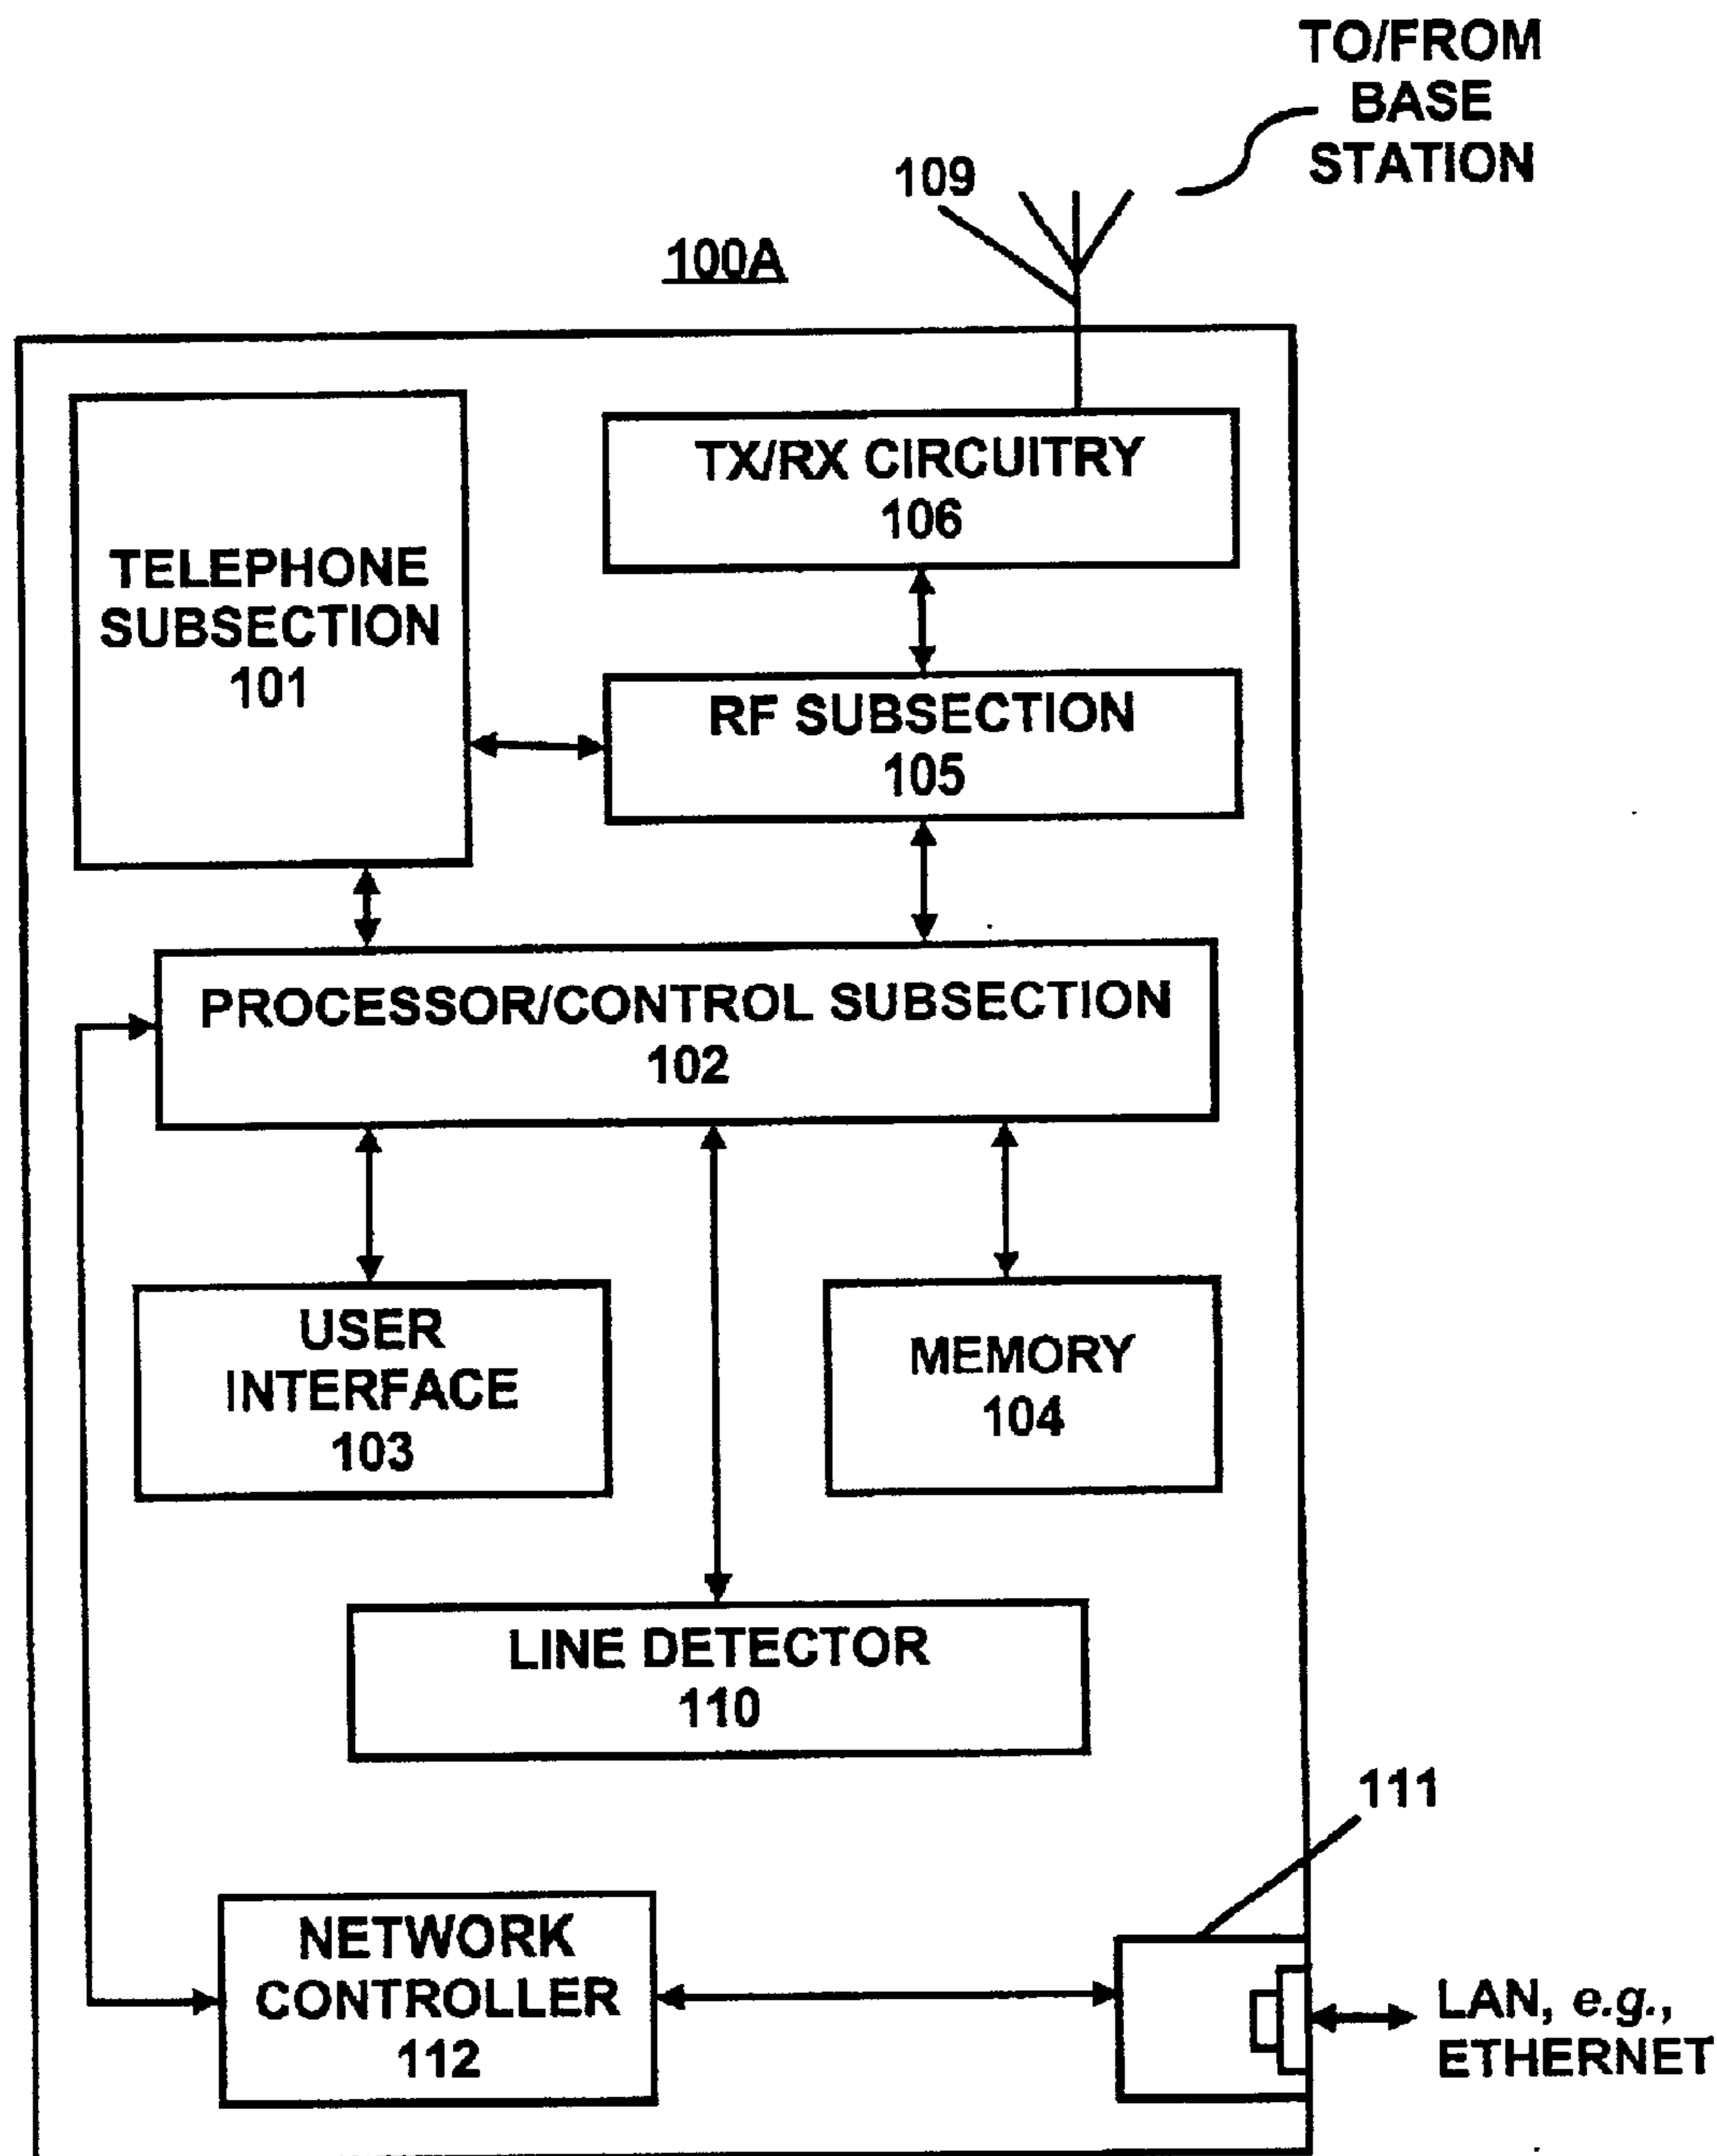 TO/FROM
BASE
STATION
109
100A
TX/RX CIRCUITRY
106
TELEPHONE
SUBSECTION
101
RF SUBSECTION
105
PROCESSOR/CONTROL SUBSECTION
102
USER
INTERFACE
103
MEMORY
104
LINE DETECTOR
110
111
NETWORK
CONTROLLER
112
LAN, e.g.,
ETHERNET